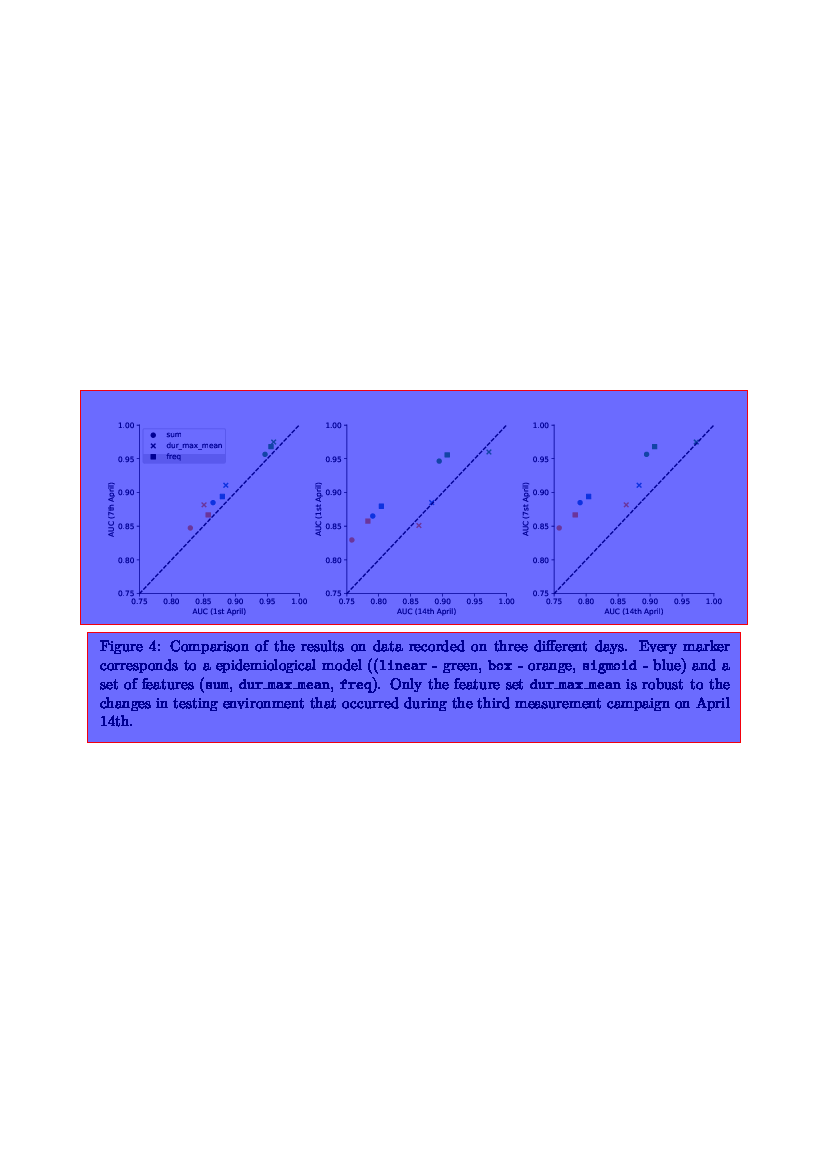 1.00
0.95
0.90
0.85
0.80
0.75
AUC (7th April)
sum
dur_max_mean
freq
0.75 0.80 0.85 0.90 0.95 1.00
AUC (1st April)
1.00
0.95
0.90
0.85
0.80
0.75
AUC (1st April)
0.75 0.80 0.85 0.90 0.95 1.00
AUC (14th April)
1.00
0.95
0.90
0.85
0.80
0.75
AUC (7st April)
0.75 0.80 0.85 0.90 0.95 1.00
AUC (14th April)
Figure 4: Comparison of the results on data recorded on three different days. Every marker
corresponds to a epidemiological model ((linear - green, box - orange, sigmoid - blue) and a
set of features (sum, dur_max_mean, freq). Only the feature set dur_max_mean is robust to the
changes in testing environment that occurred during the third measurement campaign on April
14th.